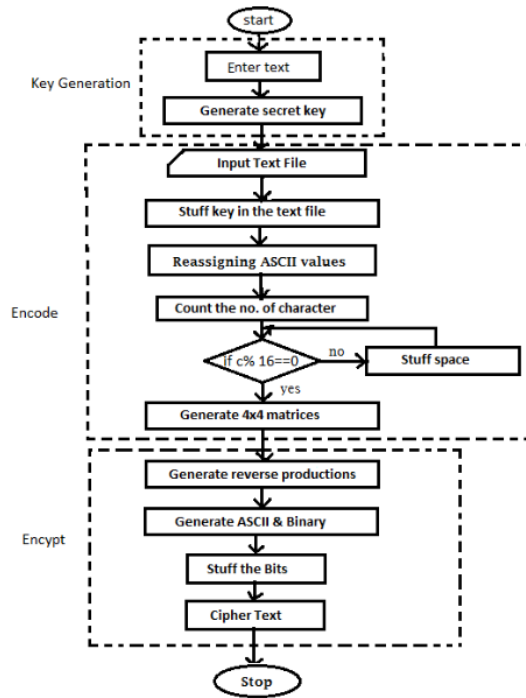 start
Enter text
Key Generation
Generate secret key
Input Text File
Stuff key in the text file
Reassigning ASCII values
Encode
Count the no. of character
if c% 16==0
no
Stuff space
yes
Generate 4x4 matrices
Generate reverse productions
Generate ASCII & Binary
Encypt
Stuff the Bits
Cipher Text
Stop